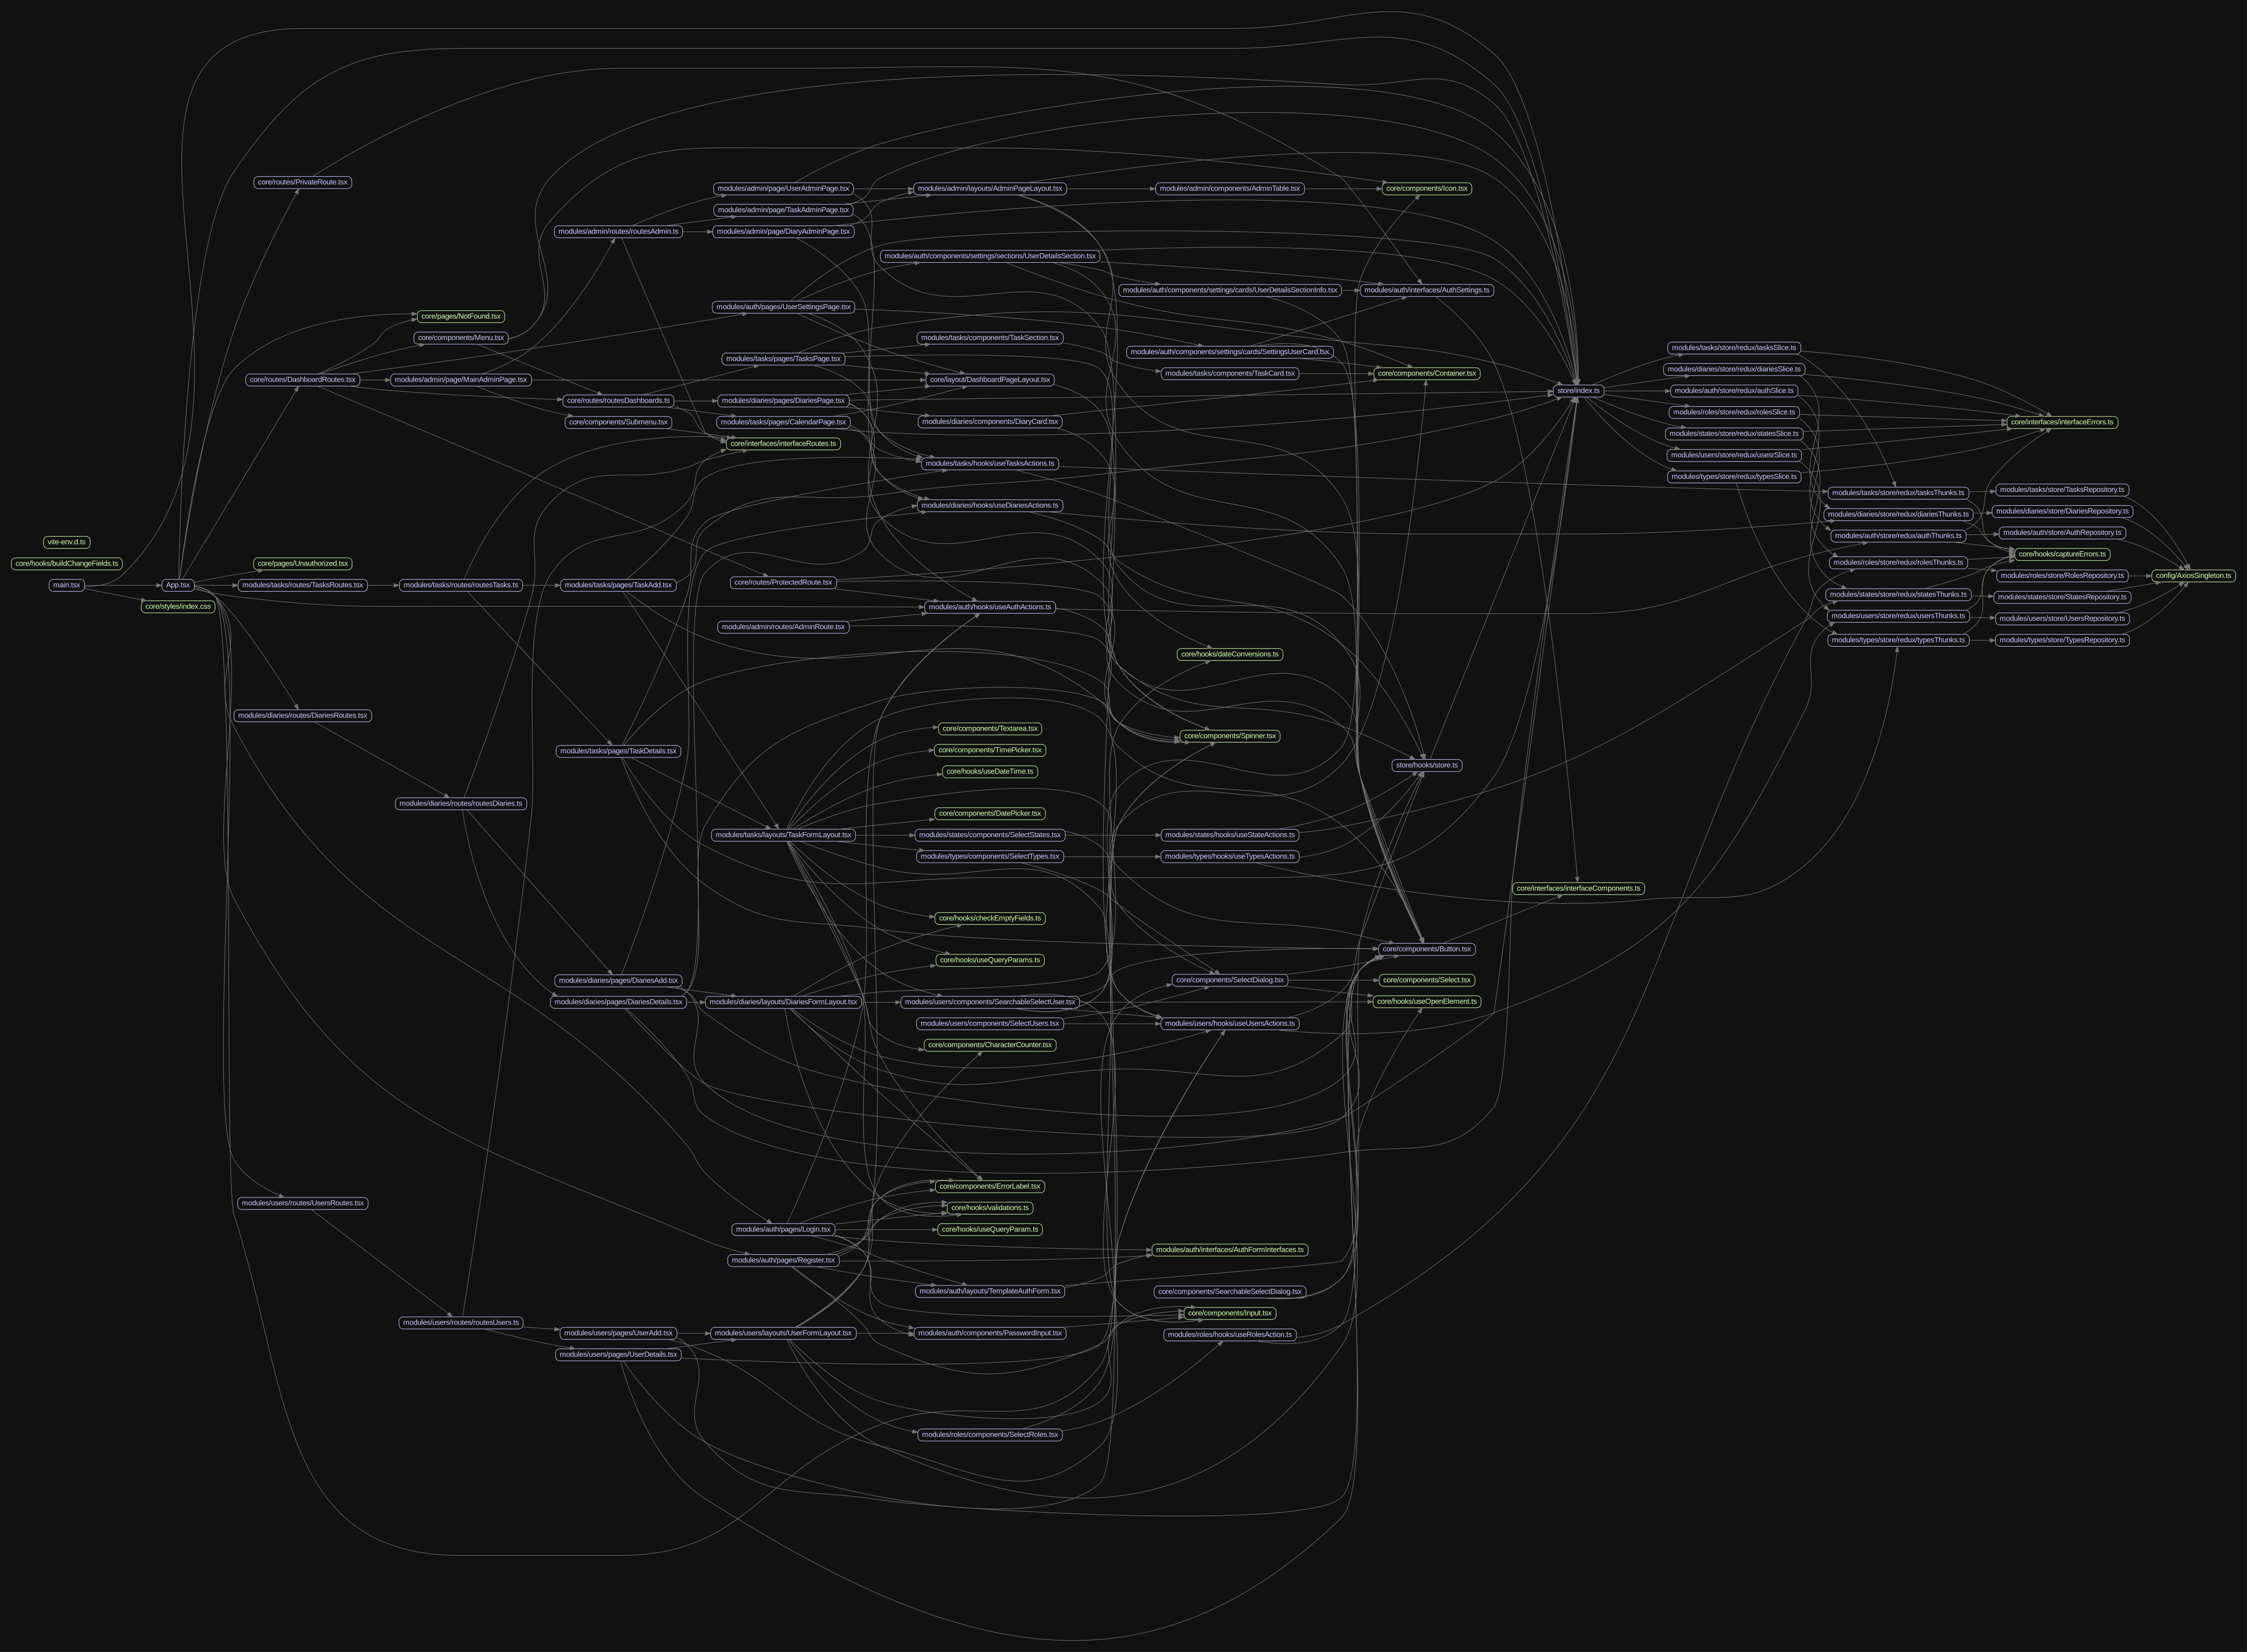 core/routes/PrivateRoute.tsx
modules/admin/page/UserAdminPage.tsx
modules/admin/layouts/AdminPageLayout.tsx
modules/admin/components/AdminTable.tsx
core/components/Icon.tsx
modules/admin/page/TaskAdminPage.tsx
modules/admin/routes/routesAdmin.ts
modules/admin/page/DiaryAdminPage.tsx
modules/auth/components/settings/sections/UserDetailsSection.tsx
modules/auth/components/settings/cards/UserDetailsSectionInfo.tsx
modules/auth/interfaces/AuthSettings.ts
modules/auth/pages/UserSettingsPage.tsx
core/pages/NotFound.tsx
core/components/Menu.tsx
modules/tasks/components/TaskSection.tsx
modules/tasks/pages/TasksPage.tsx
modules/auth/components/settings/cards/SettingsUserCard.tsx
modules/tasks/store/redux/tasksSlice.ts
core/routes/DashboardRoutes.tsx
modules/admin/page/MainAdminPage.tsx
core/layout/DashboardPageLayout.tsx
modules/tasks/components/TaskCard.tsx
core/components/Container.tsx
modules/diaries/store/redux/diariesSlice.ts
core/routes/routesDashboards.ts
modules/diaries/pages/DiariesPage.tsx
store/index.ts
modules/auth/store/redux/authSlice.ts
core/components/Submenu.tsx
modules/tasks/pages/CalendarPage.tsx
modules/diaries/components/DiaryCard.tsx
modules/roles/store/redux/rolesSlice.ts
core/interfaces/interfaceErrors.ts
core/interfaces/interfaceRoutes.ts
modules/states/store/redux/statesSlice.ts
modules/users/store/redux/usesrSlice.ts
modules/tasks/hooks/useTasksActions.ts
modules/types/store/redux/typesSlice.ts
modules/tasks/store/redux/tasksThunks.ts
modules/tasks/store/TasksRepository.ts
modules/diaries/hooks/useDiariesActions.ts
modules/diaries/store/redux/diariesThunks.ts
modules/diaries/store/DiariesRepository.ts
vite-env.d.ts
modules/auth/store/redux/authThunks.ts
modules/auth/store/AuthRepository.ts
core/hooks/buildChangeFields.ts
core/pages/Unauthorized.tsx
modules/roles/store/redux/rolesThunks.ts
core/hooks/captureErrors.ts
main.tsx
App.tsx
modules/tasks/routes/TasksRoutes.tsx
modules/tasks/routes/routesTasks.ts
modules/tasks/pages/TaskAdd.tsx
core/routes/ProtectedRoute.tsx
modules/roles/store/RolesRepository.ts
config/AxiosSingleton.ts
core/styles/index.css
modules/auth/hooks/useAuthActions.ts
modules/states/store/redux/statesThunks.ts
modules/states/store/StatesRepository.ts
modules/admin/routes/AdminRoute.tsx
modules/users/store/redux/usersThunks.ts
modules/users/store/UsersRepository.ts
modules/types/store/redux/typesThunks.ts
modules/types/store/TypesRepository.ts
core/hooks/dateConversions.ts
modules/diaries/routes/DiariesRoutes.tsx
core/components/Textarea.tsx
core/components/Spinner.tsx
modules/tasks/pages/TaskDetails.tsx
core/components/TimePicker.tsx
store/hooks/store.ts
core/hooks/useDateTime.ts
modules/diaries/routes/routesDiaries.ts
core/components/DatePicker.tsx
modules/tasks/layouts/TaskFormLayout.tsx
modules/states/components/SelectStates.tsx
modules/states/hooks/useStateActions.ts
modules/types/components/SelectTypes.tsx
modules/types/hooks/useTypesActions.ts
core/interfaces/interfaceComponents.ts
core/hooks/checkEmptyFields.ts
core/components/Button.tsx
core/hooks/useQueryParams.ts
modules/diaries/pages/DiariesAdd.tsx
core/components/SelectDialog.tsx
core/components/Select.tsx
modules/diaries/pages/DiariesDetails.tsx
modules/diaries/layouts/DiariesFormLayout.tsx
modules/users/components/SearchableSelectUser.tsx
core/hooks/useOpenElement.ts
modules/users/components/SelectUsers.tsx
modules/users/hooks/useUsersActions.ts
core/components/CharacterCounter.tsx
core/components/ErrorLabel.tsx
modules/users/routes/UsersRoutes.tsx
core/hooks/validations.ts
modules/auth/pages/Login.tsx
core/hooks/useQueryParam.ts
modules/auth/interfaces/AuthFormInterfaces.ts
modules/auth/pages/Register.tsx
modules/auth/layouts/TemplateAuthForm.tsx
core/components/SearchableSelectDialog.tsx
core/components/Input.tsx
modules/users/routes/routesUsers.ts
modules/users/pages/UserAdd.tsx
modules/users/layouts/UserFormLayout.tsx
modules/auth/components/PasswordInput.tsx
modules/roles/hooks/useRolesAction.ts
modules/users/pages/UserDetails.tsx
modules/roles/components/SelectRoles.tsx